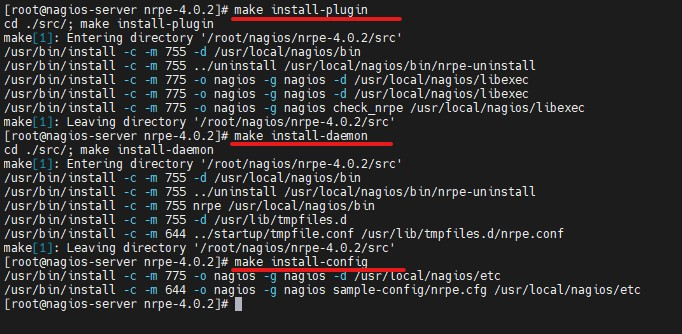 [root@nagios-server nrpe-4.0.2]# make install-plugin
cd ./src/; make install-plugin
make[1]: Entering directory '/root/nagios/nrpe-4.0.2/src'
/usr/bin/install -c -m 755 -d /usr/local/nagios/bin
/usr/bin/install -c -m 755 ../uninstall /usr/local/nagios/bin/nrpe-uninstall
/usr/bin/install -c -m 775 -o nagios -g nagios -d /usr/local/nagios/libexec
/usr/bin/install -c -m 775 -o nagios -g nagios -d /usr/local/nagios/libexec
/usr/bin/install -c -m 775 -o nagios -g nagios check_nrpe /usr/local/nagios/libexec
make[1]: Leaving directory '/root/nagios/nrpe-4.0.2/src'
[root@nagios-server nrpe-4.0.2]# make install-daemon
cd ./src/; make install-daemon
make[1]: Entering directory '/root/nagios/nrpe-4.0.2/src'
/usr/bin/install -c -m 755 -d /usr/local/nagios/bin
/usr/bin/install -c -m 755 ../uninstall /usr/local/nagios/bin/nrpe-uninstall
/usr/bin/install -c -m 755 nrpe /usr/local/nagios/bin
/usr/bin/install -c -m 755 -d /usr/lib/tmpfiles.d
/usr/bin/install -c -m 644 ../startup/tmpfile.conf /usr/lib/tmpfiles.d/nrpe.conf
make[1]: Leaving directory '/root/nagios/nrpe-4.0.2/src'
[root@nagios-server nrpe-4.0.2]# make install-config
/usr/bin/install -c -m 775 -o nagios -g nagios -d /usr/local/nagios/etc
/usr/bin/install -c -m 644 -o nagios -g nagios sample-config/nrpe.cfg /usr/local/nagios/etc
[root@nagios-server nrpe-4.0.2]#